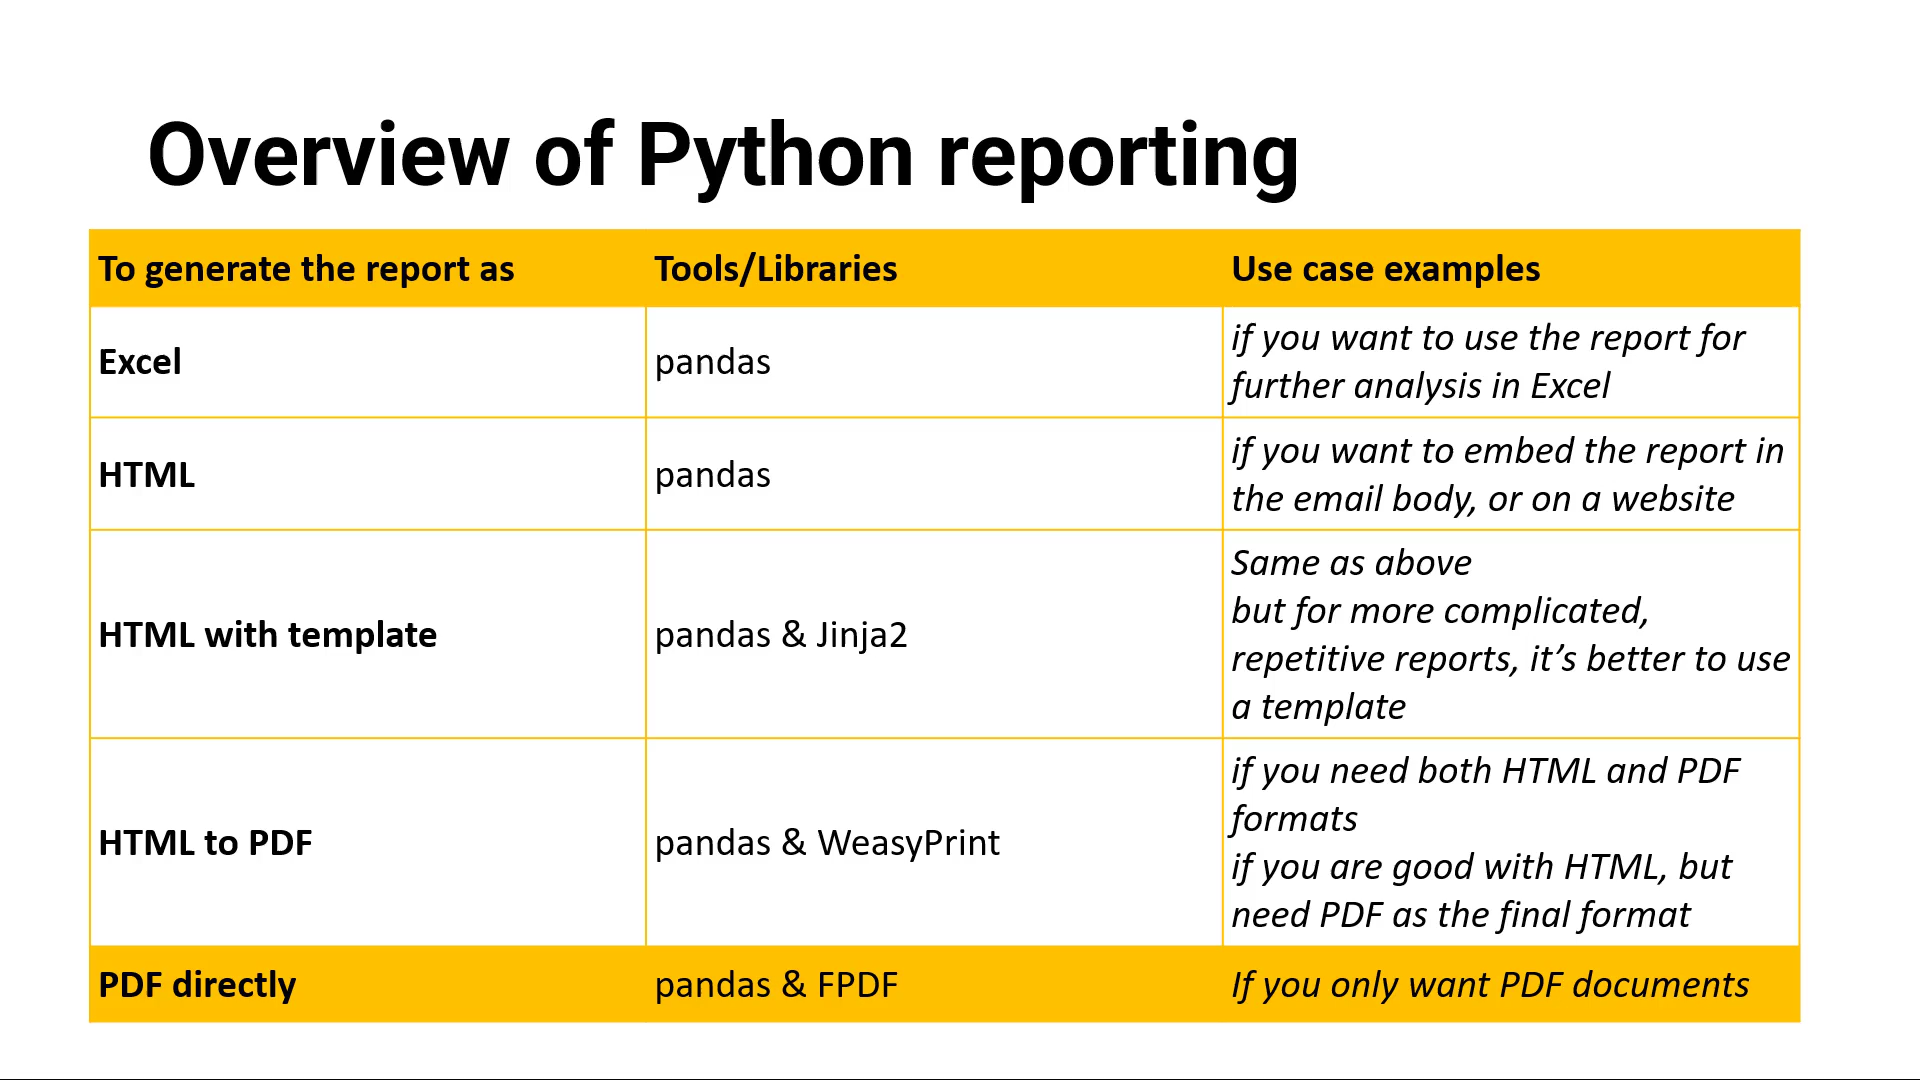 Overview of Python reporting
To generate the report as
Tools/Libraries
Use case examples
Excel
pandas
if you want to use the report for
further analysis in Excel
HTML
pandas
if you want to embed the report in
the email body, or on a website
HTML with template
pandas & Jinja2
Same as above
but for more complicated,
repetitive reports, it’s better to use
a template
HTML to PDF
pandas & WeasyPrint
if you need both HTML and PDF
formats
if you are good with HTML, but
need PDF as the final format
PDF directly
pandas & FPDF
If you only want PDF documents